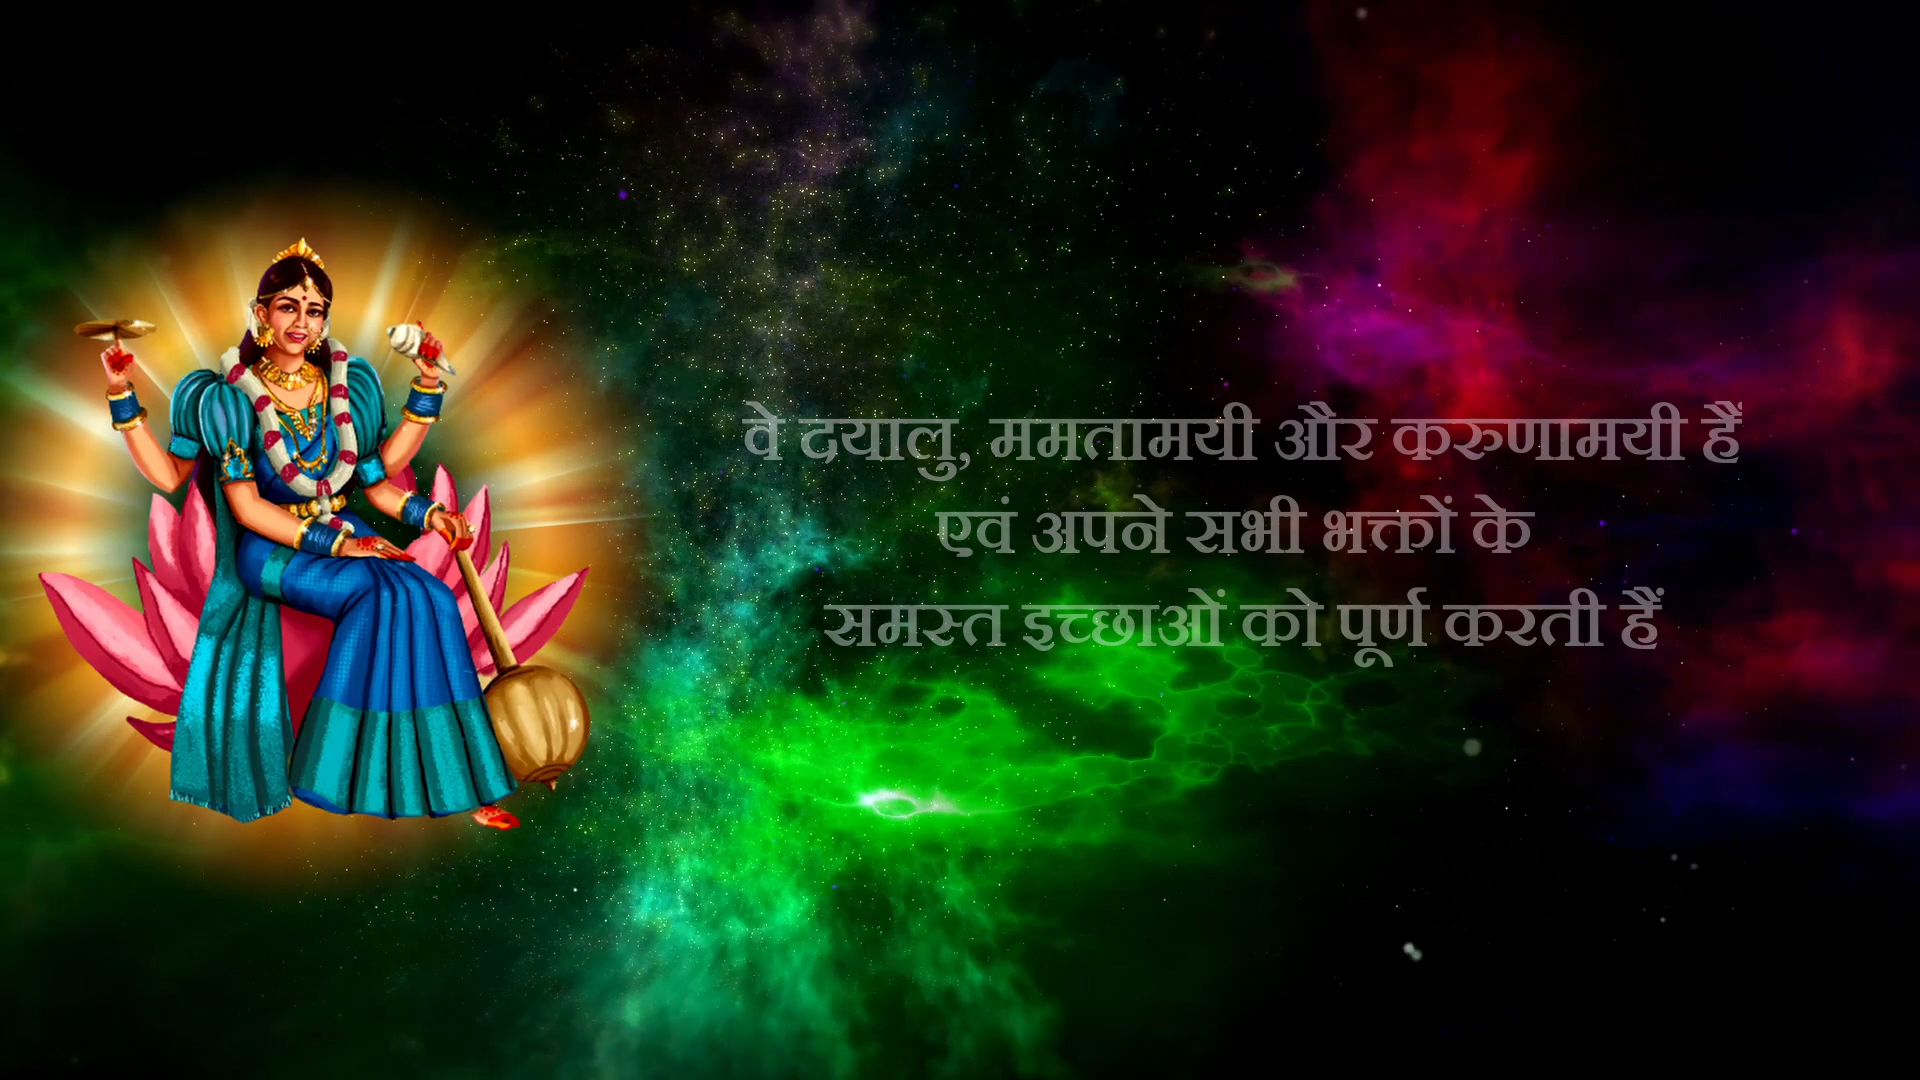 वे दयालु, ममतामयी और करुणामयी हैं
एवं अपने सभी भक्तों के
समस्त इच्छाओं को पूर्ण करती हैं